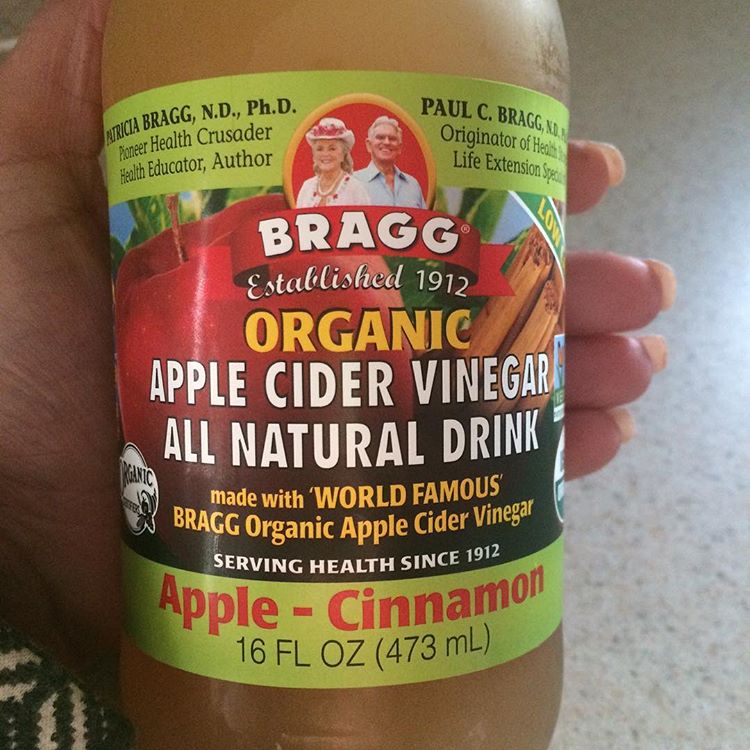 PATRICIA BRAGG, N.D., Ph.D.
Pioneer Health Crusader
Health Educator, Author
PAUL C. BRAGG, N.D.,
Originator of Health
Life Extension
BRAGG®
Established 1912
LOW
ORGANIC
APPLE CIDER VINEGAR
ALL NATURAL DRINK
ORGANIC
made with 'WORLD FAMOUS'
BRAGG Organic Apple Cider Vinegar
SERVING HEALTH SINCE 1912
Apple - Cinnamon
16 FL OZ (473 mL)